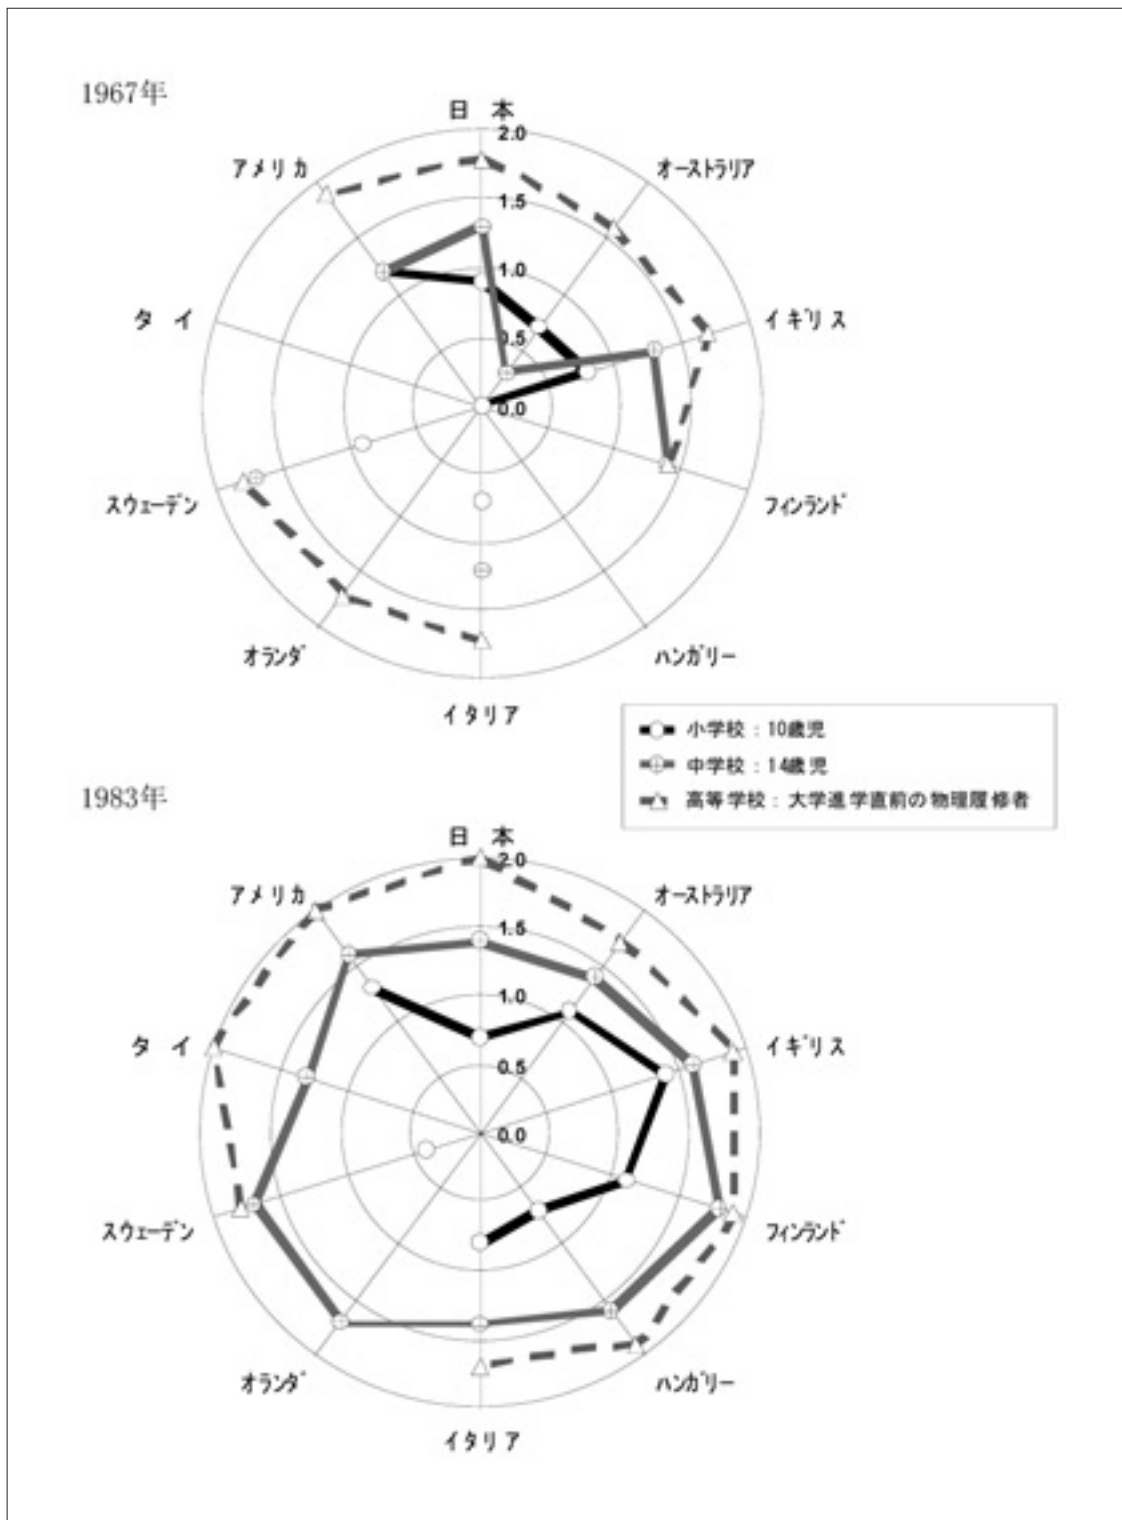 1967年
日 本
2.0
アメリカ
オーストラリア
1.5
1.0
タ イ
イギリス
0.5
0.0
スウェーデン
フィンランド
オランダ
ハンガリー
イタリア
小学校：10歳児
中学校：14歳児
高等学校：大学進学直前の物理履修者
1983年
日 本
2.0
アメリカ
オーストラリア
1.5
1.0
タ イ
イギリス
0.5
0.0
スウェーデン
フィンランド
オランダ
ハンガリー
イタリア